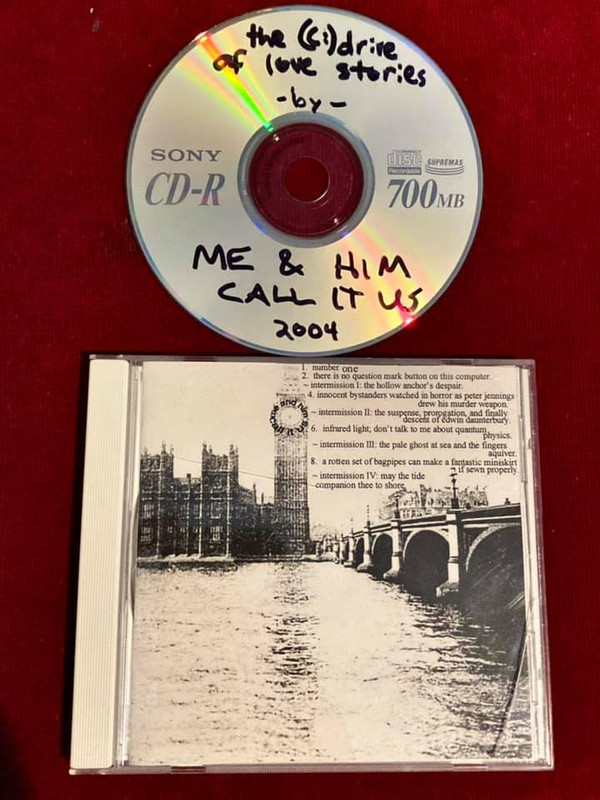 the (G:)drive
of love stories
-by-
SONY
CD-R
disc
Recordable
SUPREMAS
700MB
ME & HIM
CALL IT US
2004
1. number one
2. there is no question mark button on this computer.
~ intermission I: the hollow anchor's despair.
4. innocent bystanders watched in horror as peter jennings
drew his murder weapon.
~ intermission II: the suspense, prorogation, and finally
descent of edwin daunterbury.
6. infrared light; don't talk to me about quantum
physics.
~ intermission III: the pale ghost at sea and the fingers
aquiver.
8. a rotten set of bagpipes can make a fantastic miniskirt
if sewn properly.
~ intermission IV: may the tide
companion thee to shore.